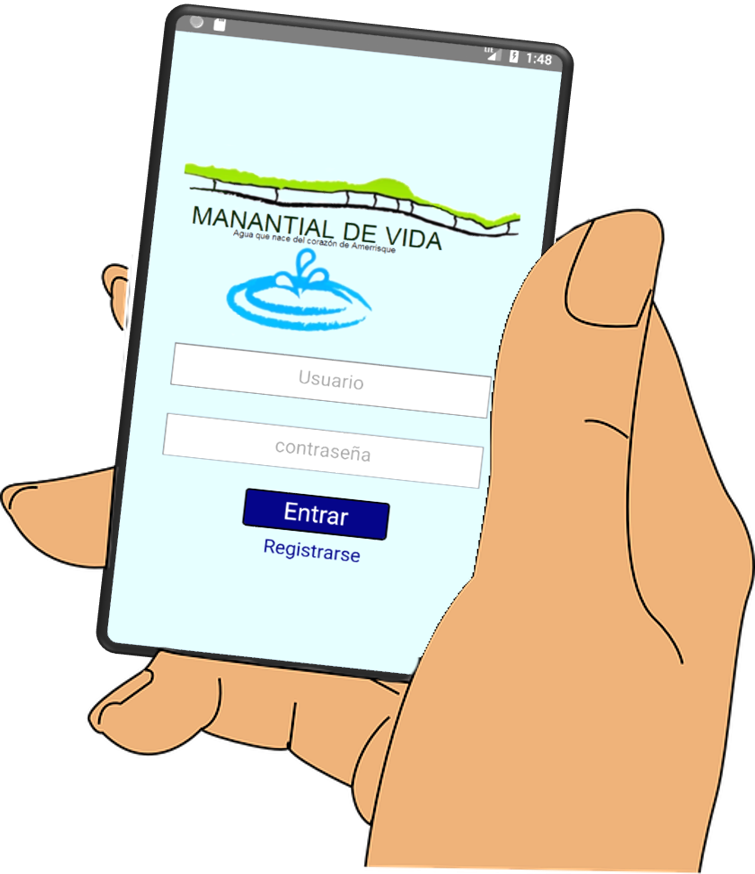 1:48
MANANTIAL DE VIDA
Agua que nace del corazón de Amerrisque
Usuario
contraseña
Entrar
Registrarse